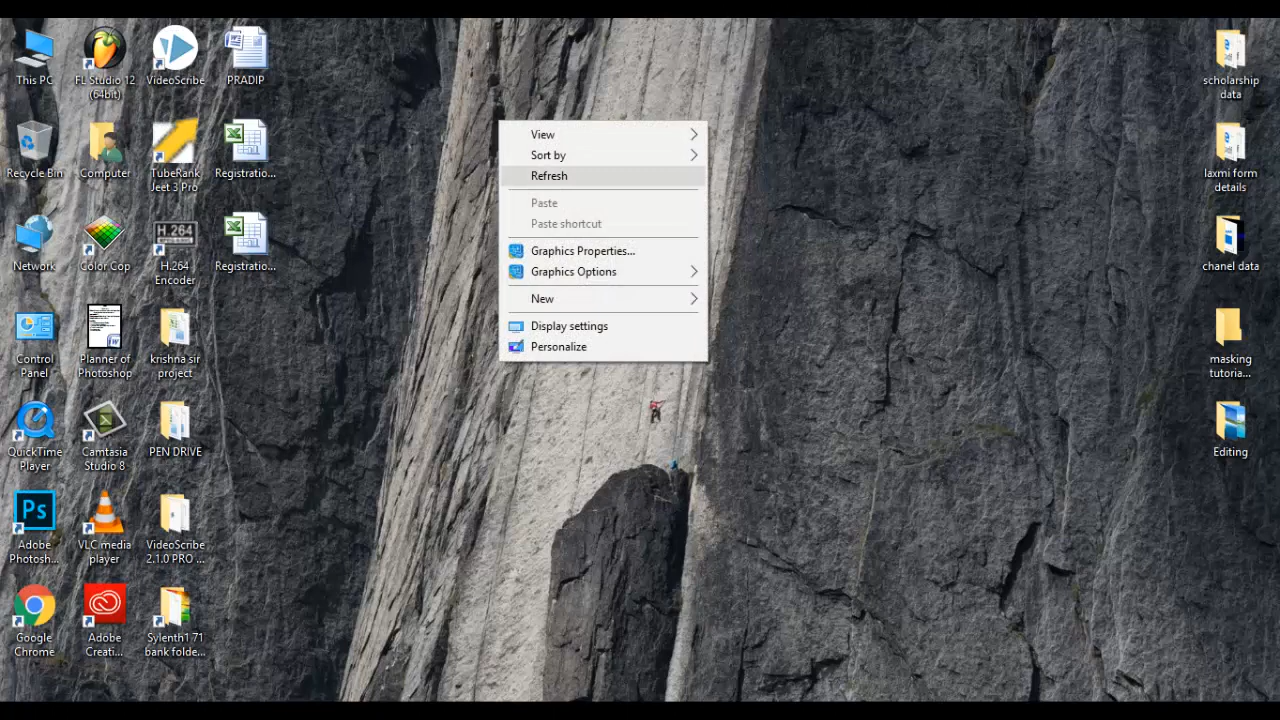 This PC
FL Studio 12
(64bit)
VideoScribe
PRADIP
Recycle Bin
Computer
TubeRank
Jeet 3 Pro
Registratio...
Network
Color Cop
H.264
H.264
Encoder
Registratio...
Control
Panel
Planner of
Photoshop
krishna sir
project
QuickTime
Player
Camtasia
Studio 8
PEN DRIVE
Ps
Adobe
Photosh...
VLC media
player
VideoScribe
2.1.0 PRO ...
Google
Chrome
Adobe
Creati...
Sylenth1 71
bank folde...
View
Sort by
Refresh
Paste
Paste shortcut
Graphics Properties...
Graphics Options
New
Display settings
Personalize
scholarship
data
laxmi form
details
chanel data
masking
tutoria...
Editing